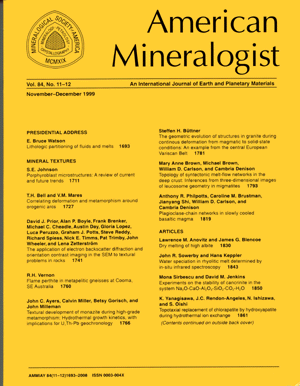 MINERALOGICAL SOCIETY OF AMERICA
MCMXIX
American
Mineralogist
Vol. 84, No. 11–12
An International Journal of Earth and Planetary Materials
November–December 1999
PRESIDENTIAL ADDRESS
E. Bruce Watson
Lithologic partitioning of fluids and melts 1693
MINERAL TEXTURES
S.E. Johnson
Porphyroblast microstructures: A review of current
and future trends 1711
T.H. Bell and V.M. Mares
Correlating deformation and metamorphism around
orogenic arcs 1727
David J. Prior, Alan P. Boyle, Frank Brenker,
Michael C. Cheadle, Austin Day, Gloria Lopez,
Luca Peruzzo, Graham J. Potts, Steve Reddy,
Richard Spiess, Nick E. Timms, Pat Trimby, John
Wheeler, and Lena Zetterström
The application of electron backscatter diffraction and
orientation contrast imaging in the SEM to textural
problems in rocks 1741
R.H. Vernon
Flame perthite in metapelitic gneisses at Cooma,
SE Australia 1760
John C. Ayers, Calvin Miller, Betsy Gorisch, and
John Milleman
Textural development of monazite during high-grade
metamorphism: Hydrothermal growth kinetics, with
implications for U,Th-Pb geochronology 1766
Steffen H. Büttner
The geometric evolution of structures in granite during
continous deformation from magmatic to solid-state
conditions: An example from the central European
Variscan Belt 1781
Mary Anne Brown, Michael Brown,
William D. Carlson, and Cambria Denison
Topology of syntectonic melt-flow networks in the
deep crust: Inferences from three-dimensional images
of leucosome geometry in migmatites 1793
Anthony R. Philpotts, Caroline M. Brustman,
Jianyang Shi, William D. Carlson, and
Cambria Denison
Plagioclase-chain networks in slowly cooled
basaltic magma 1819
ARTICLES
Lawrence M. Anovitz and James G. Blencoe
Dry melting of high albite 1830
John R. Sowerby and Hans Keppler
Water speciation in rhyolitic melt determined by
in-situ infrared spectroscopy 1843
Mona Sirbescu and David M. Jenkins
Experiments on the stability of cancrinite in the
system Na₂O-CaO-Al₂O₃-SiO₂-CO₂-H₂O 1850
K. Yanagisawa, J.C. Rendon-Angeles, N. Ishizawa,
and S. Oishi
Topotaxial replacement of chlorapatite by hydroxyapatite
during hydrothermal ion exchange 1861
(Contents continued on outside back cover)
AMMIAY 84(11–12)1693–2008 ISSN 0003-004X